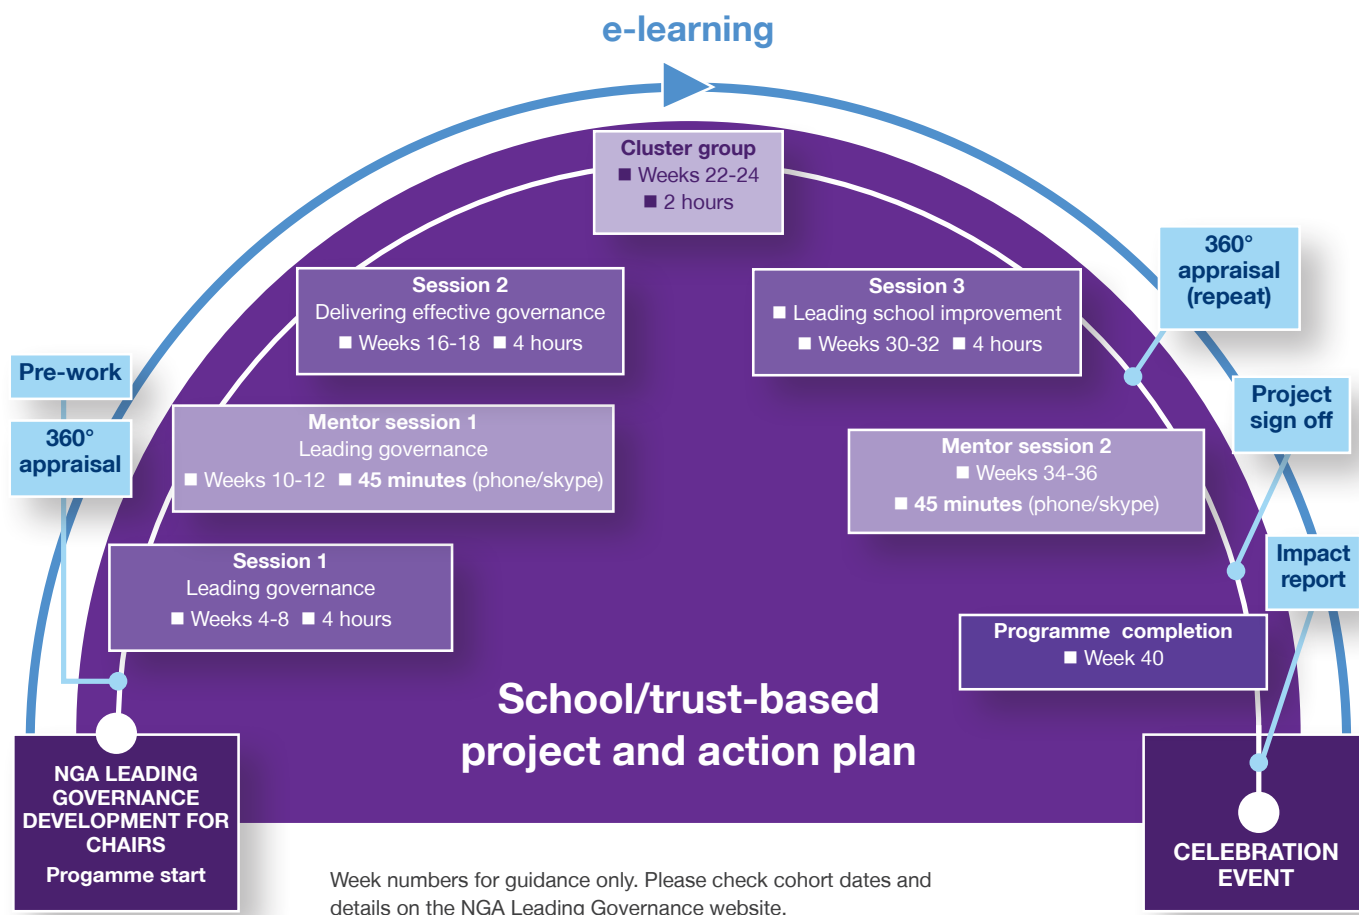 e-learning
Cluster group
■ Weeks 22-24
■ 2 hours
360°
appraisal
(repeat)
Session 2
Delivering effective governance
■ Weeks 16-18 ■ 4 hours
Session 3
■ Leading school improvement
■ Weeks 30-32 ■ 4 hours
Pre-work
360°
appraisal
Project
sign off
Mentor session 1
Leading governance
■ Weeks 10-12 ■ 45 minutes (phone/skype)
Mentor session 2
■ Weeks 34-36
■ 45 minutes (phone/skype)
Session 1
Leading governance
■ Weeks 4-8 ■ 4 hours
Impact
report
Programme completion
■ Week 40
School/trust-based
project and action plan
NGA LEADING
GOVERNANCE
DEVELOPMENT FOR
CHAIRS
Progamme start
CELEBRATION
EVENT
Week numbers for guidance only. Please check cohort dates and
details on the NGA Leading Governance website.